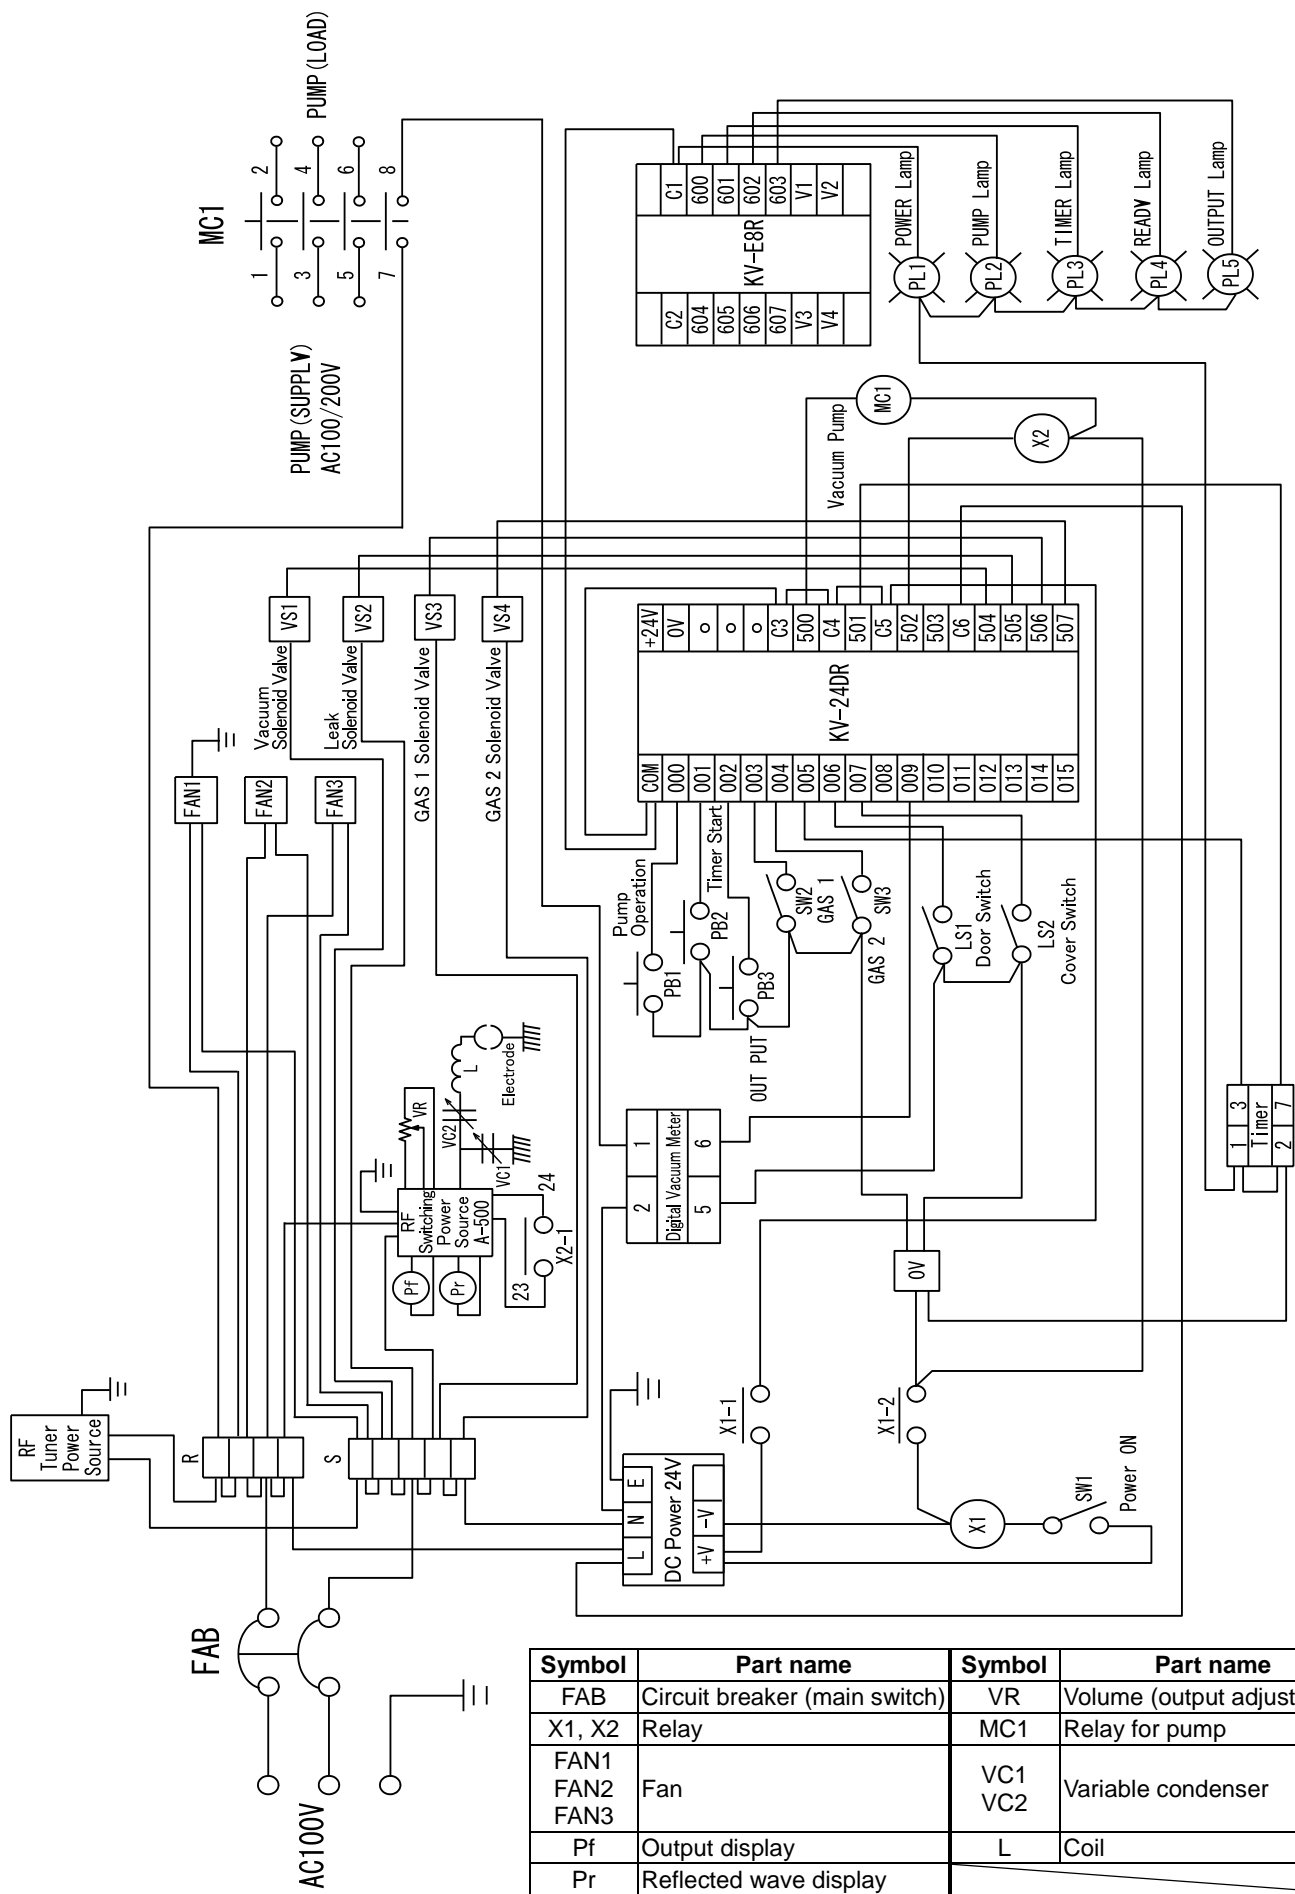 MC1
1
2
3
4
5
6
7
8
PUMP(LOAD)
PUMP(SUPPLV)
AC100/200V
C1
600
601
602
603
V1
V2
KV-E8R
C2
604
605
606
607
V3
V4
POWER Lamp
PL1
PUMP Lamp
PL2
TIMER Lamp
PL3
READV Lamp
PL4
OUTPUT Lamp
PL5
MC1
Vacuum Pump
X2
VS1
VS2
VS3
VS4
Vacuum
Solenoid Valve
Leak
Solenoid Valve
GAS 1 Solenoid Valve
GAS 2 Solenoid Valve
FAN1
FAN2
FAN3
+24V
0V
C3
500
C4
501
C5
502
503
C6
504
505
506
507
KV-24DR
COM
000
001
002
003
004
005
006
007
008
009
010
011
012
013
014
015
Pump
Operation
PB1
Timer Start
PB2
PB3
OUT PUT
SW2
GAS 1
SW3
GAS 2
LS1
Door Switch
LS2
Cover Switch
Electrode
L
VR
VC2
VC1
RF
Switching
Power
Source
A-500
Pf
Pr
24
23
X2-1
1
2
Digital Vacuum Meter
6
5
1
3
Timer
2
7
0V
RF
Tuner
Power
Source
R
S
X1-1
X1-2
L
N
E
DC Power 24V
+V
-V
X1
SW1
Power ON
FAB
AC100V
Symbol Part name Symbol Part name
FAB Circuit breaker (main switch) VR Volume (output adjust
X1, X2 Relay MC1 Relay for pump
FAN1
FAN2
FAN3
Fan
VC1
VC2
Variable condenser
Pf Output display L Coil
Pr Reflected wave display